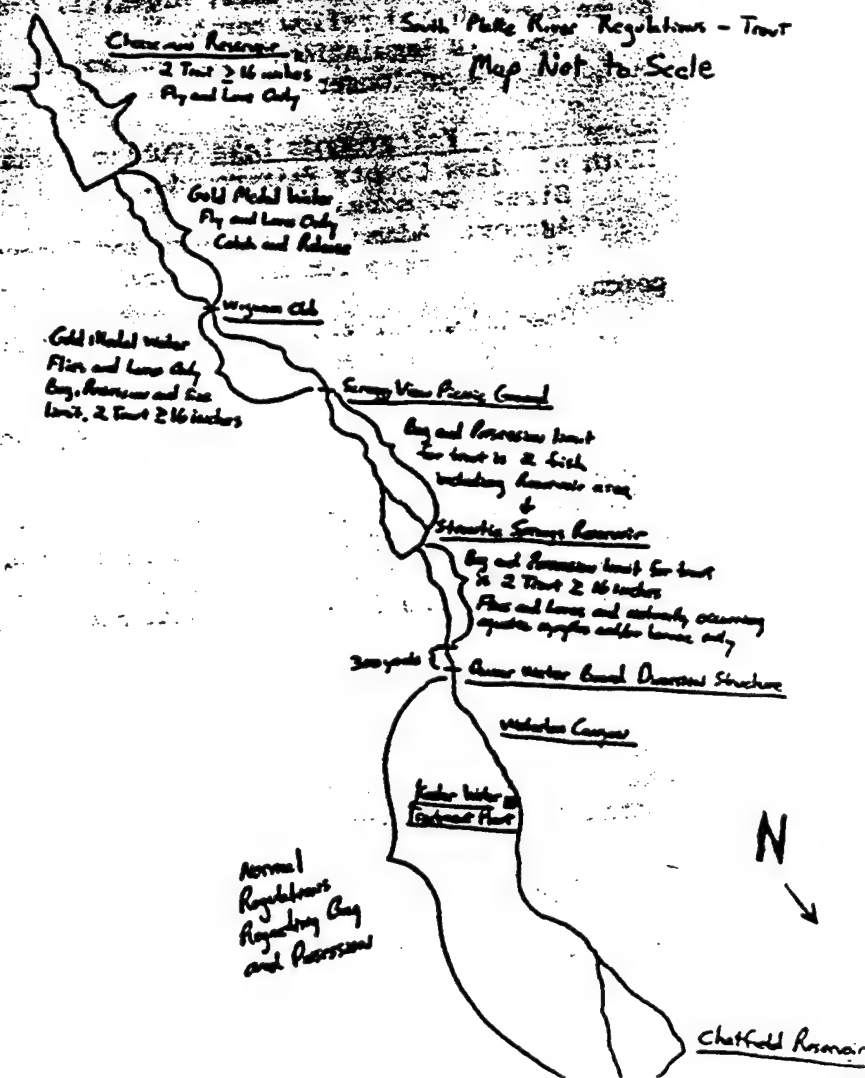 South Platte River Regulations - Trout
Map Not to Scale
Cheesman Reservoir
2 Trout ≥ 16 inches
Fly and Lure Only
Gold Medal Water
Fly and Lure Only
Catch and Release
Wigwam Club
Gold Medal Water
Flies and Lures Only
Bag, Possession and Size
limit, 2 Trout ≥ 16 inches
Scraggy View Picnic Ground
Bag and Possession limit
for trout is 2 fish
including Reservoir area
Strontia Springs Reservoir
Bag and Possession limit for trout
is 2 Trout ≥ 16 inches
Flies and Lures and naturally occurring
aquatic nymphs and/or larvae only
300 yards
Water Board Diversion Structure
Waterton Canyon
Kassler Water
Treatment Plant
N
Normal
Regulations
Regarding Bag
and Possession
Chatfield Reservoir